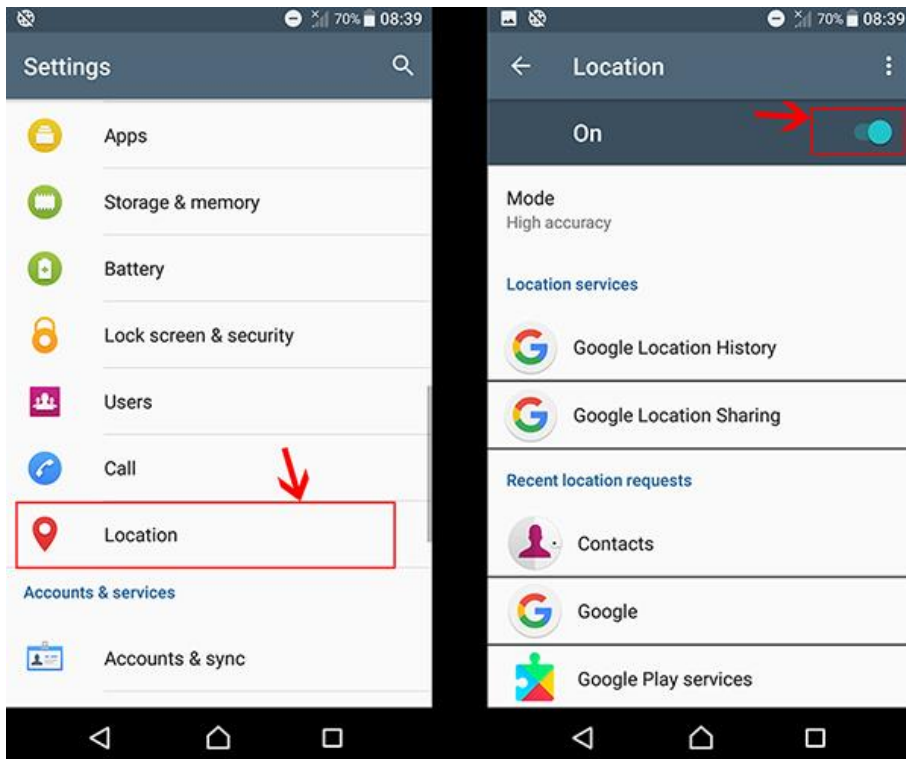 70% 08:39
Settings
Apps
Storage & memory
Battery
Lock screen & security
Users
Call
Location
Accounts & services
Accounts & sync
70% 08:39
Location
On
Mode
High accuracy
Location services
Google Location History
Google Location Sharing
Recent location requests
Contacts
Google
Google Play services